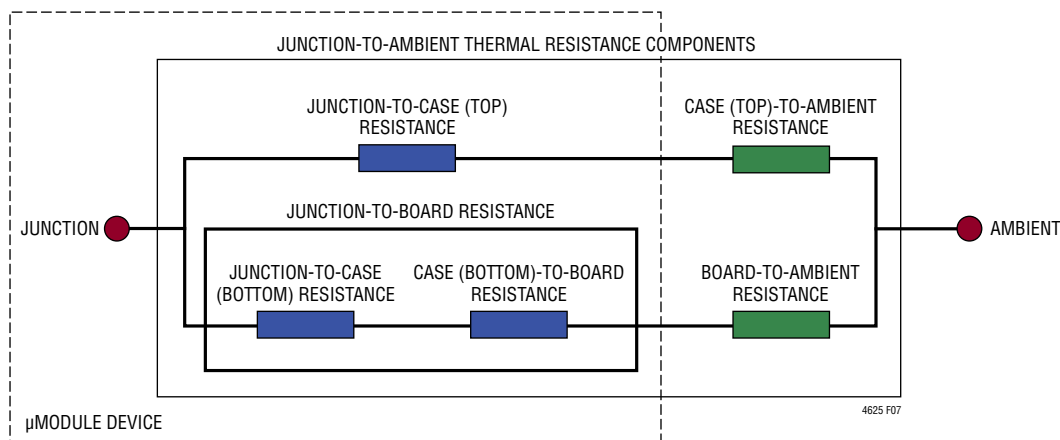 JUNCTION-TO-AMBIENT THERMAL RESISTANCE COMPONENTS
JUNCTION-TO-CASE (TOP)
RESISTANCE
CASE (TOP)-TO-AMBIENT
RESISTANCE
JUNCTION
JUNCTION-TO-BOARD RESISTANCE
AMBIENT
JUNCTION-TO-CASE
(BOTTOM) RESISTANCE
CASE (BOTTOM)-TO-BOARD
RESISTANCE
BOARD-TO-AMBIENT
RESISTANCE
4625 F07
µMODULE DEVICE